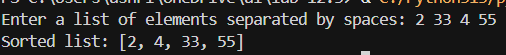 Enter a list of elements separated by spaces: 2 33 4 55
Sorted list: [2, 4, 33, 55]